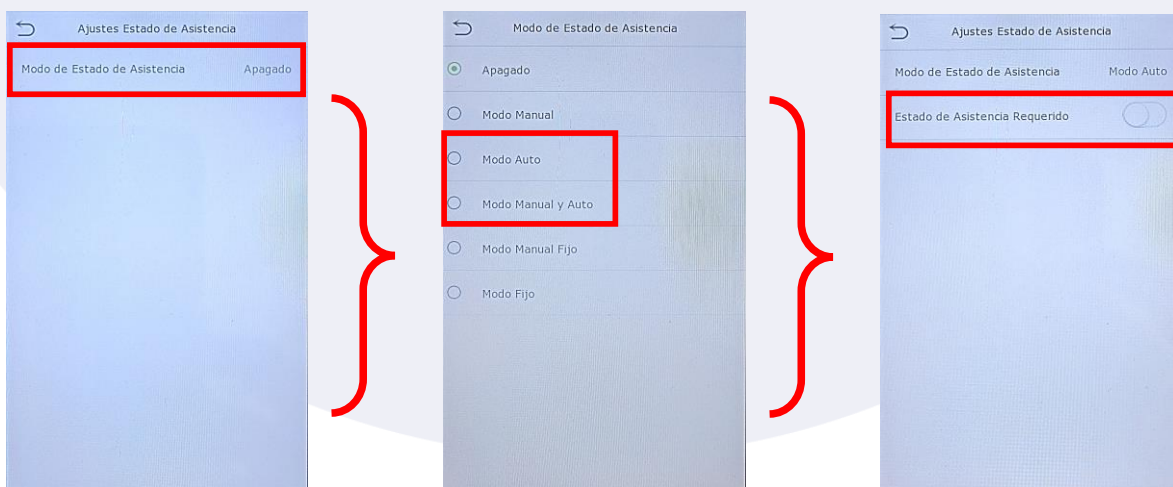 Ajustes Estado de Asistencia
Modo de Estado de Asistencia Apagado
Modo de Estado de Asistencia
Apagado
Modo Manual
Modo Auto
Modo Manual y Auto
Modo Manual Fijo
Modo Fijo
Ajustes Estado de Asistencia
Modo de Estado de Asistencia Modo Auto
Estado de Asistencia Requerido